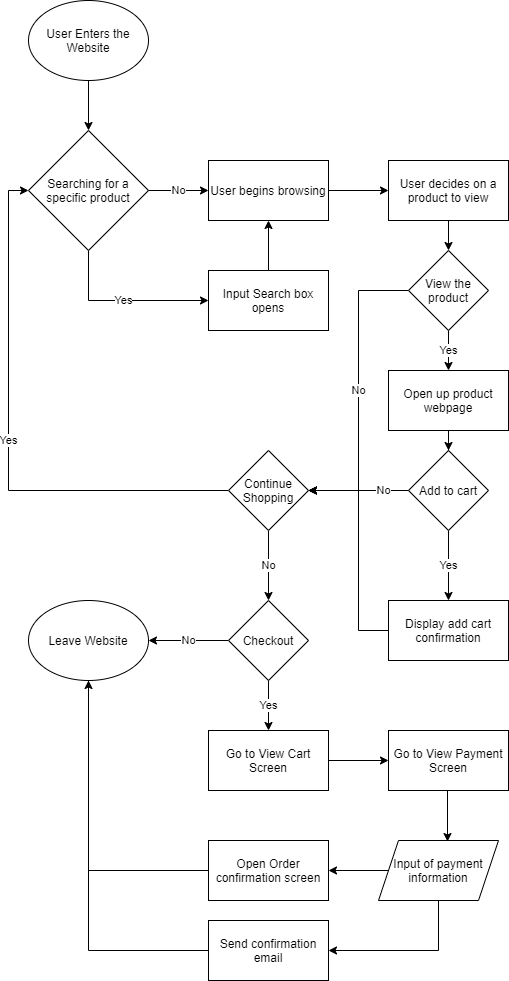 User Enters the
Website
Searching for a
specific product
No
User begins browsing
User decides on a
product to view
Yes
Input Search box
opens
View the
product
No
Yes
Open up product
webpage
Yes
Continue
Shopping
No
Add to cart
No
Yes
Leave Website
No
Checkout
Display add cart
confirmation
Yes
Go to View Cart
Screen
Go to View Payment
Screen
Open Order
confirmation screen
Input of payment
information
Send confirmation
email